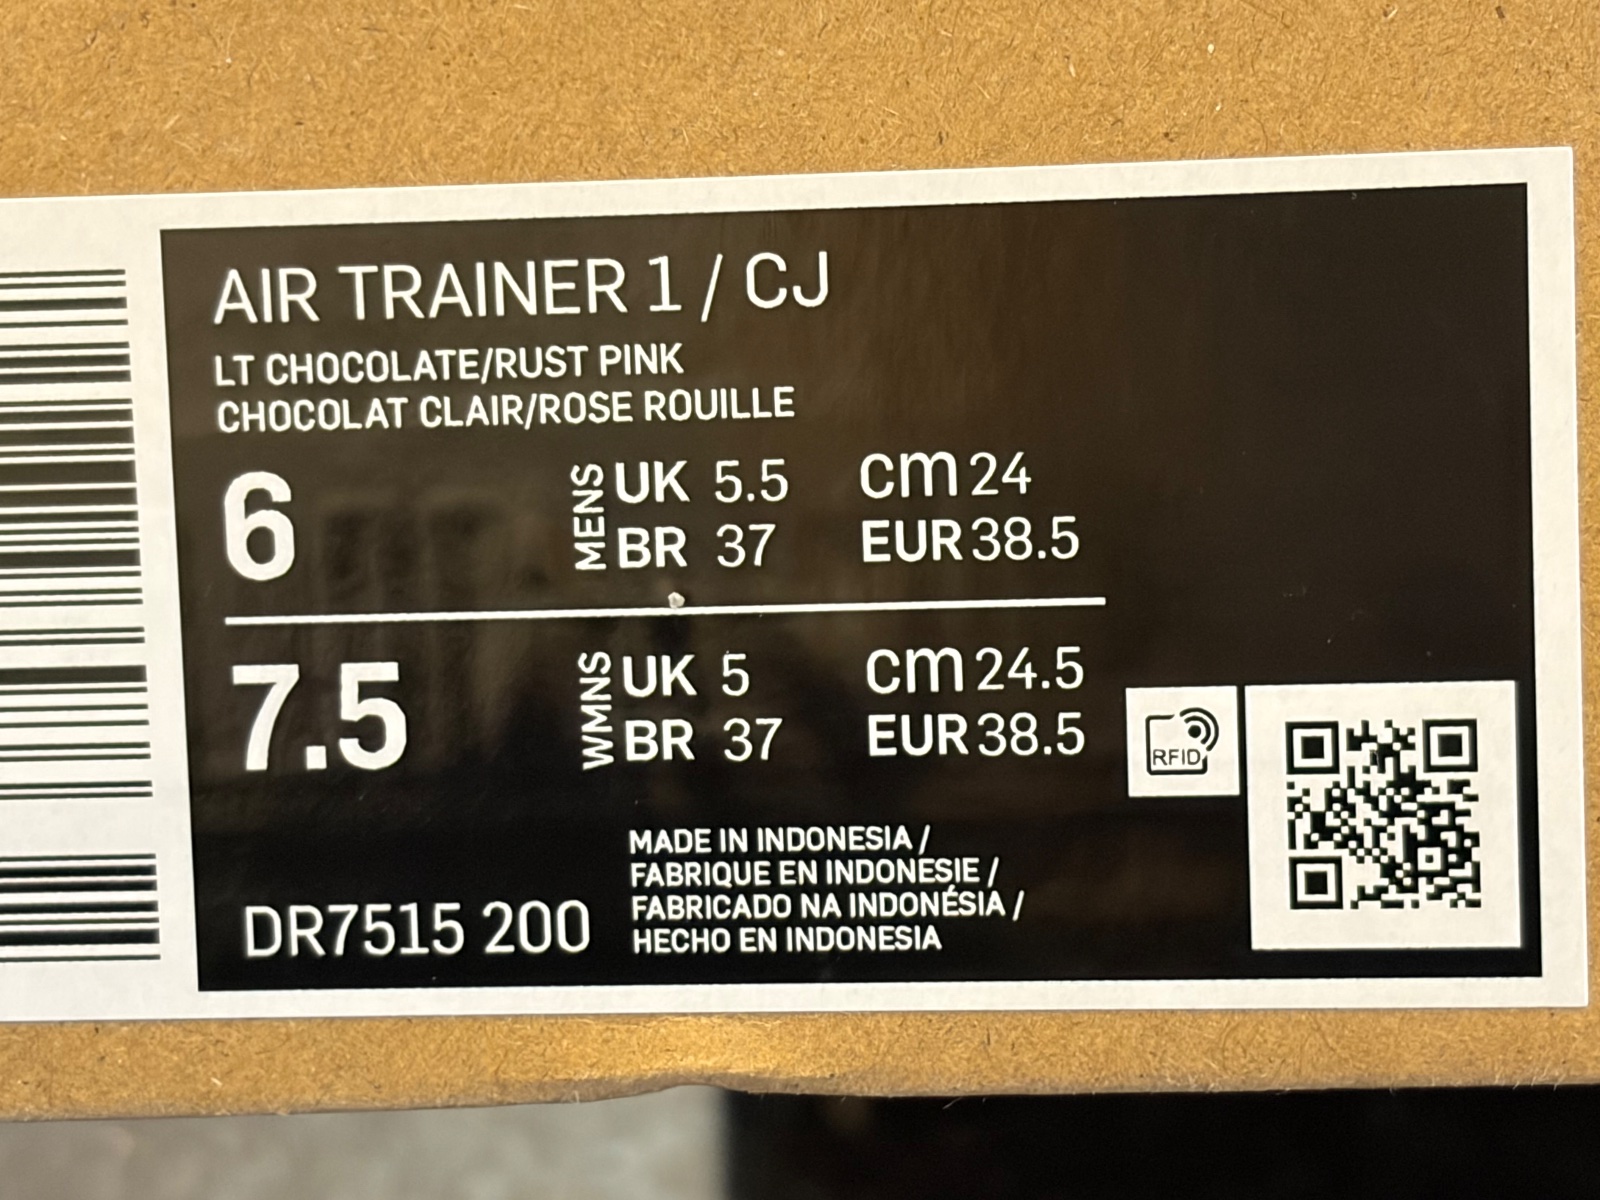 AIR TRAINER 1 / CJ
LT CHOCOLATE/RUST PINK
CHOCOLAT CLAIR/ROSE ROUILLE
6 MENS UK 5.5 cm 24
BR 37 EUR 38.5
7.5 WMNS UK 5 cm 24.5
BR 37 EUR 38.5
RFID
MADE IN INDONESIA /
FABRIQUE EN INDONESIE /
FABRICADO NA INDONÉSIA /
HECHO EN INDONESIA
DR7515 200